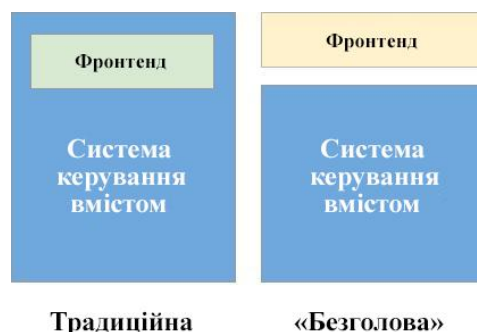 Фронтенд
Система
керування
вмістом
Традиційна
Фронтенд
Система
керування
вмістом
«Безголова»